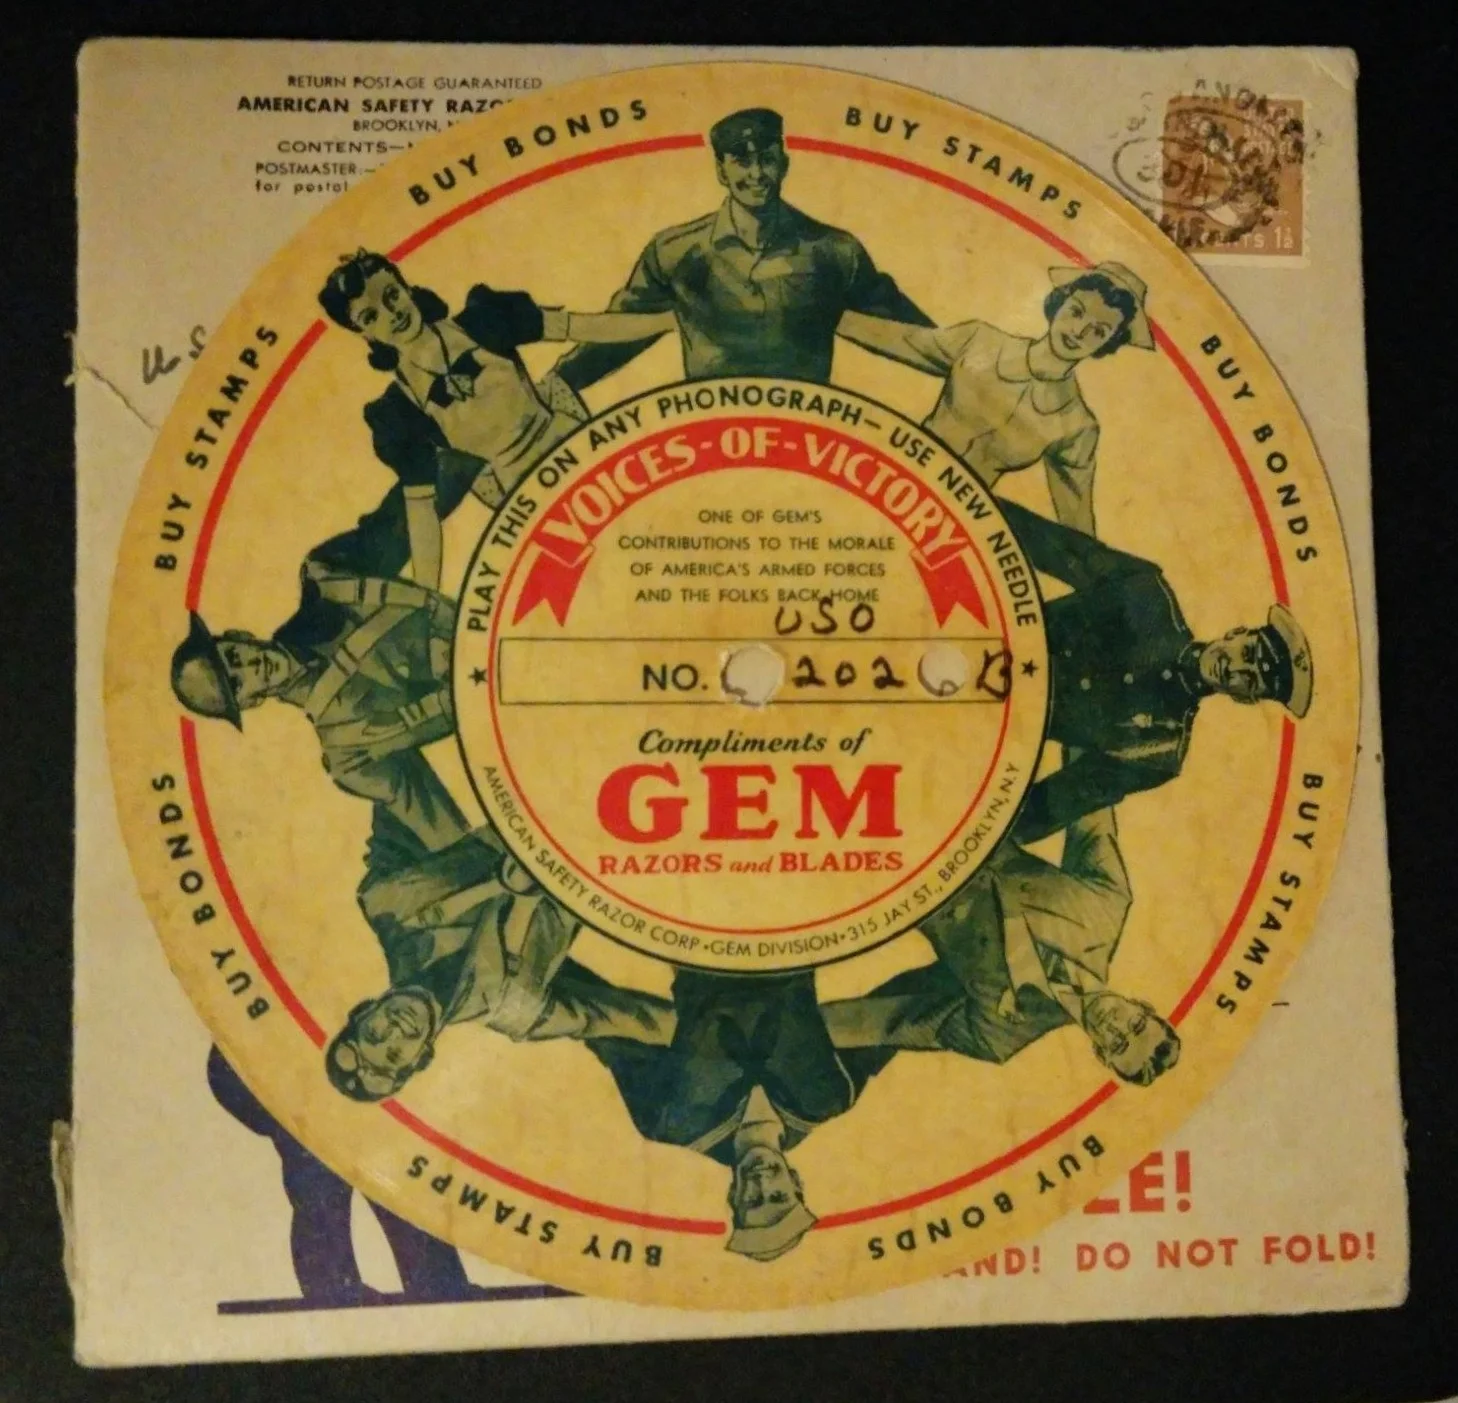 RETURN POSTAGE GUARANTEED
AMERICAN SAFETY RAZO
BROOKLYN, N
CONTENTS—
POSTMASTER:—
for postal
BUY BONDS
BUY STAMPS
BUY BONDS
BUY STAMPS
BUY BONDS
BUY STAMPS
BUY BONDS
BUY STAMPS
PLAY THIS ON ANY PHONOGRAPH— USE NEW NEEDLE
VOICES-OF-VICTORY
ONE OF GEM'S
CONTRIBUTIONS TO THE MORALE
OF AMERICA'S ARMED FORCES
AND THE FOLKS BACK HOME
USO
NO. 202 B
Compliments of
GEM
RAZORS and BLADES
AMERICAN SAFETY RAZOR CORP • GEM DIVISION • 315 JAY ST., BROOKLYN, N.Y
1½
LE!
AND! DO NOT FOLD!